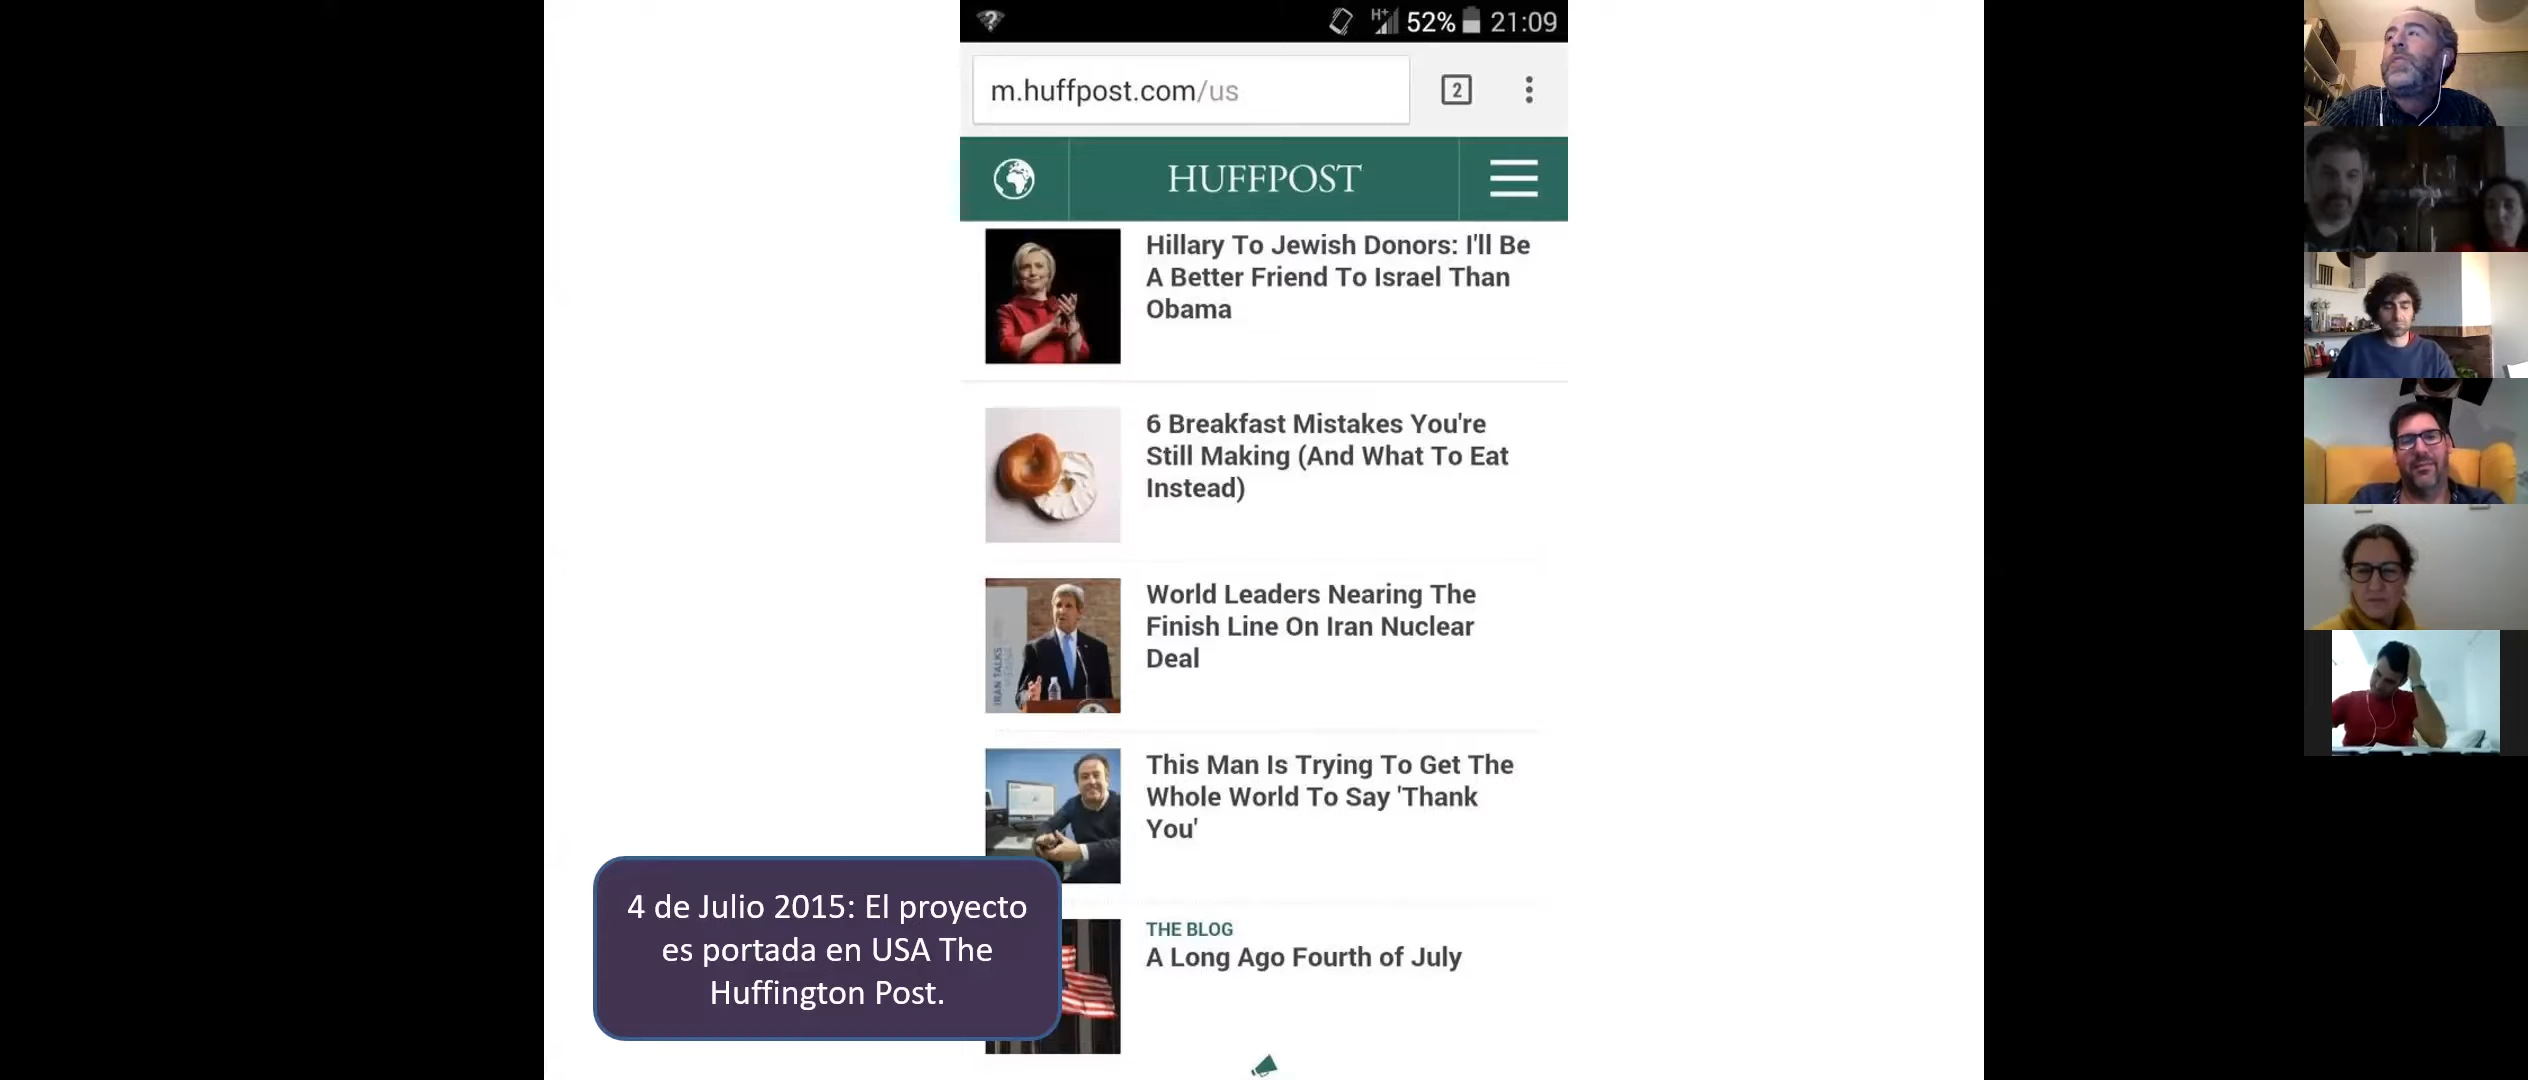 H+ 52% 21:09
m.huffpost.com/us
2
HUFFPOST
Hillary To Jewish Donors: I'll Be
A Better Friend To Israel Than
Obama
6 Breakfast Mistakes You're
Still Making (And What To Eat
Instead)
World Leaders Nearing The
Finish Line On Iran Nuclear
Deal
IRAN TALKS
This Man Is Trying To Get The
Whole World To Say 'Thank
You'
THE BLOG
A Long Ago Fourth of July
4 de Julio 2015: El proyecto
es portada en USA The
Huffington Post.